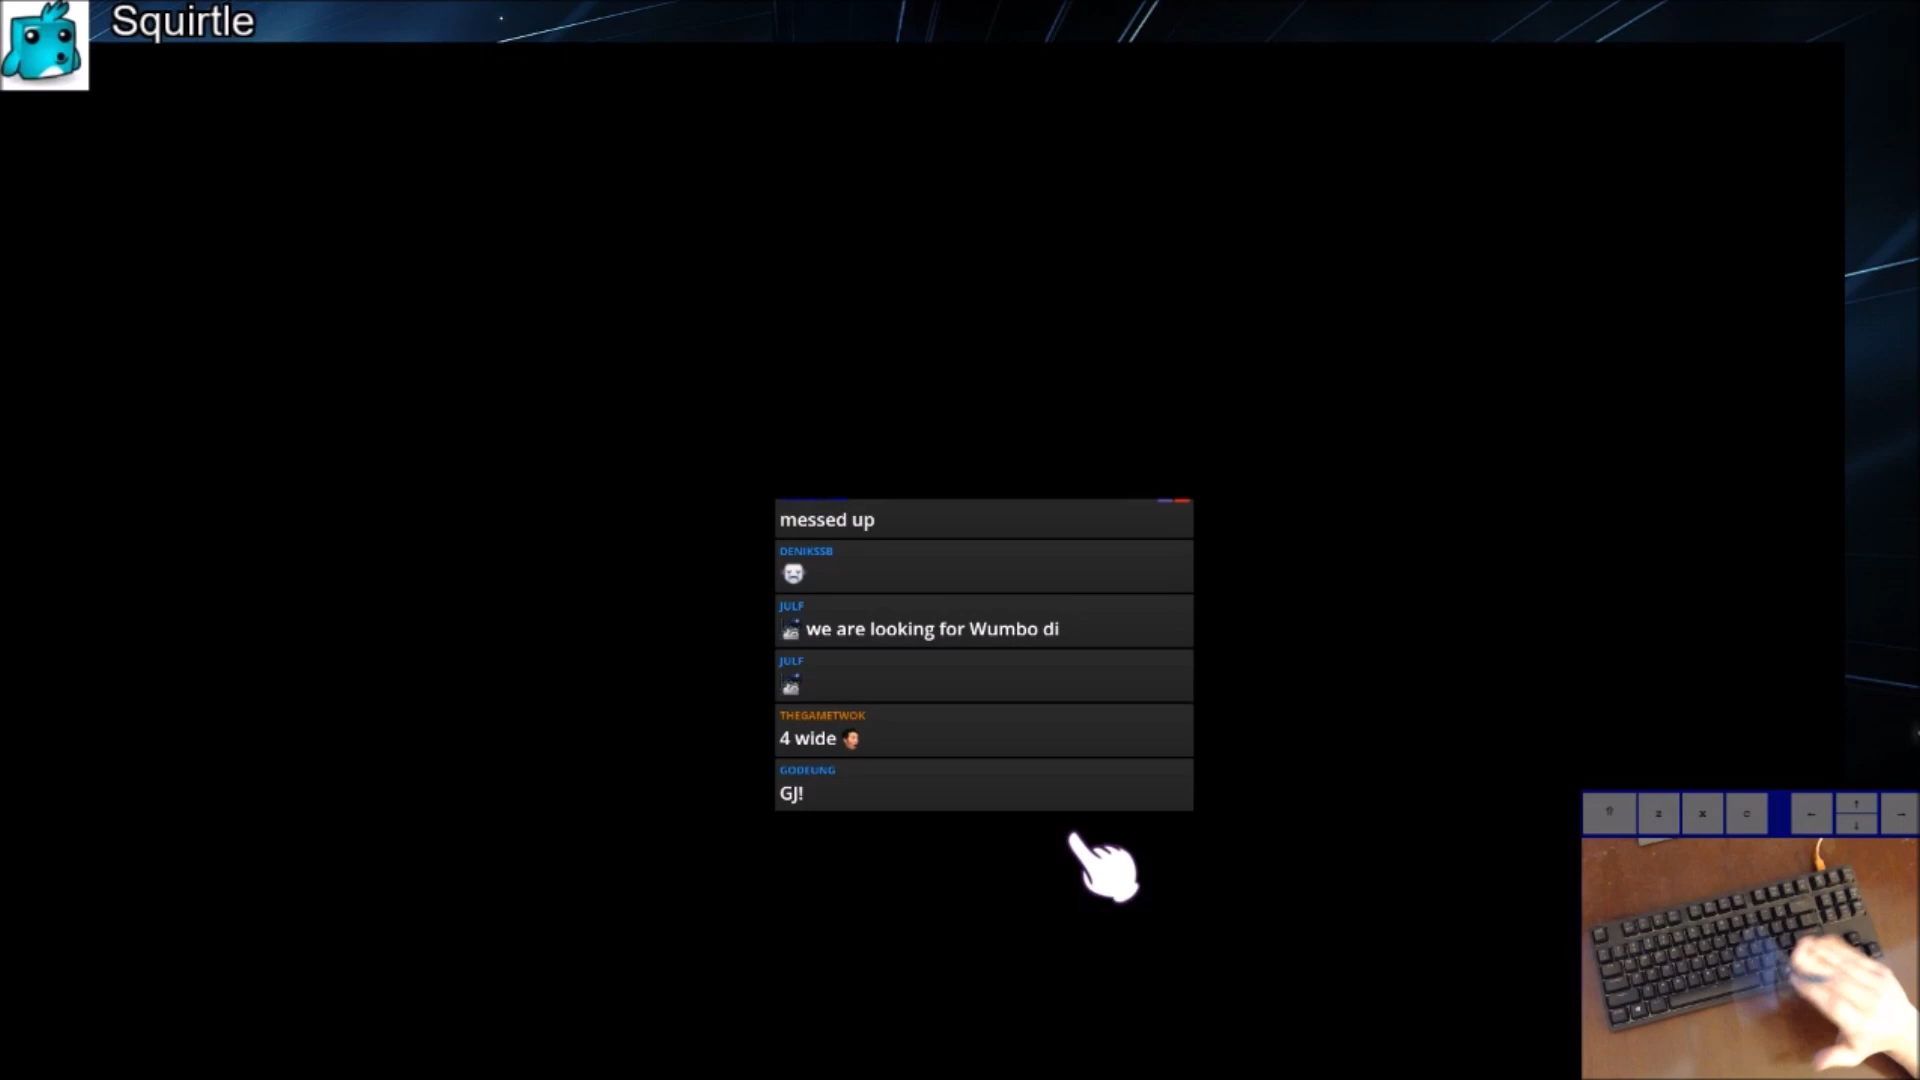 Squirtle
messed up
DENIKSSB
JULF
we are looking for Wumbo di
JULF
THEGAMETWOK
4 wide
GODEUNG
GJ!
⇧ z x c ← ↑ ↓ →